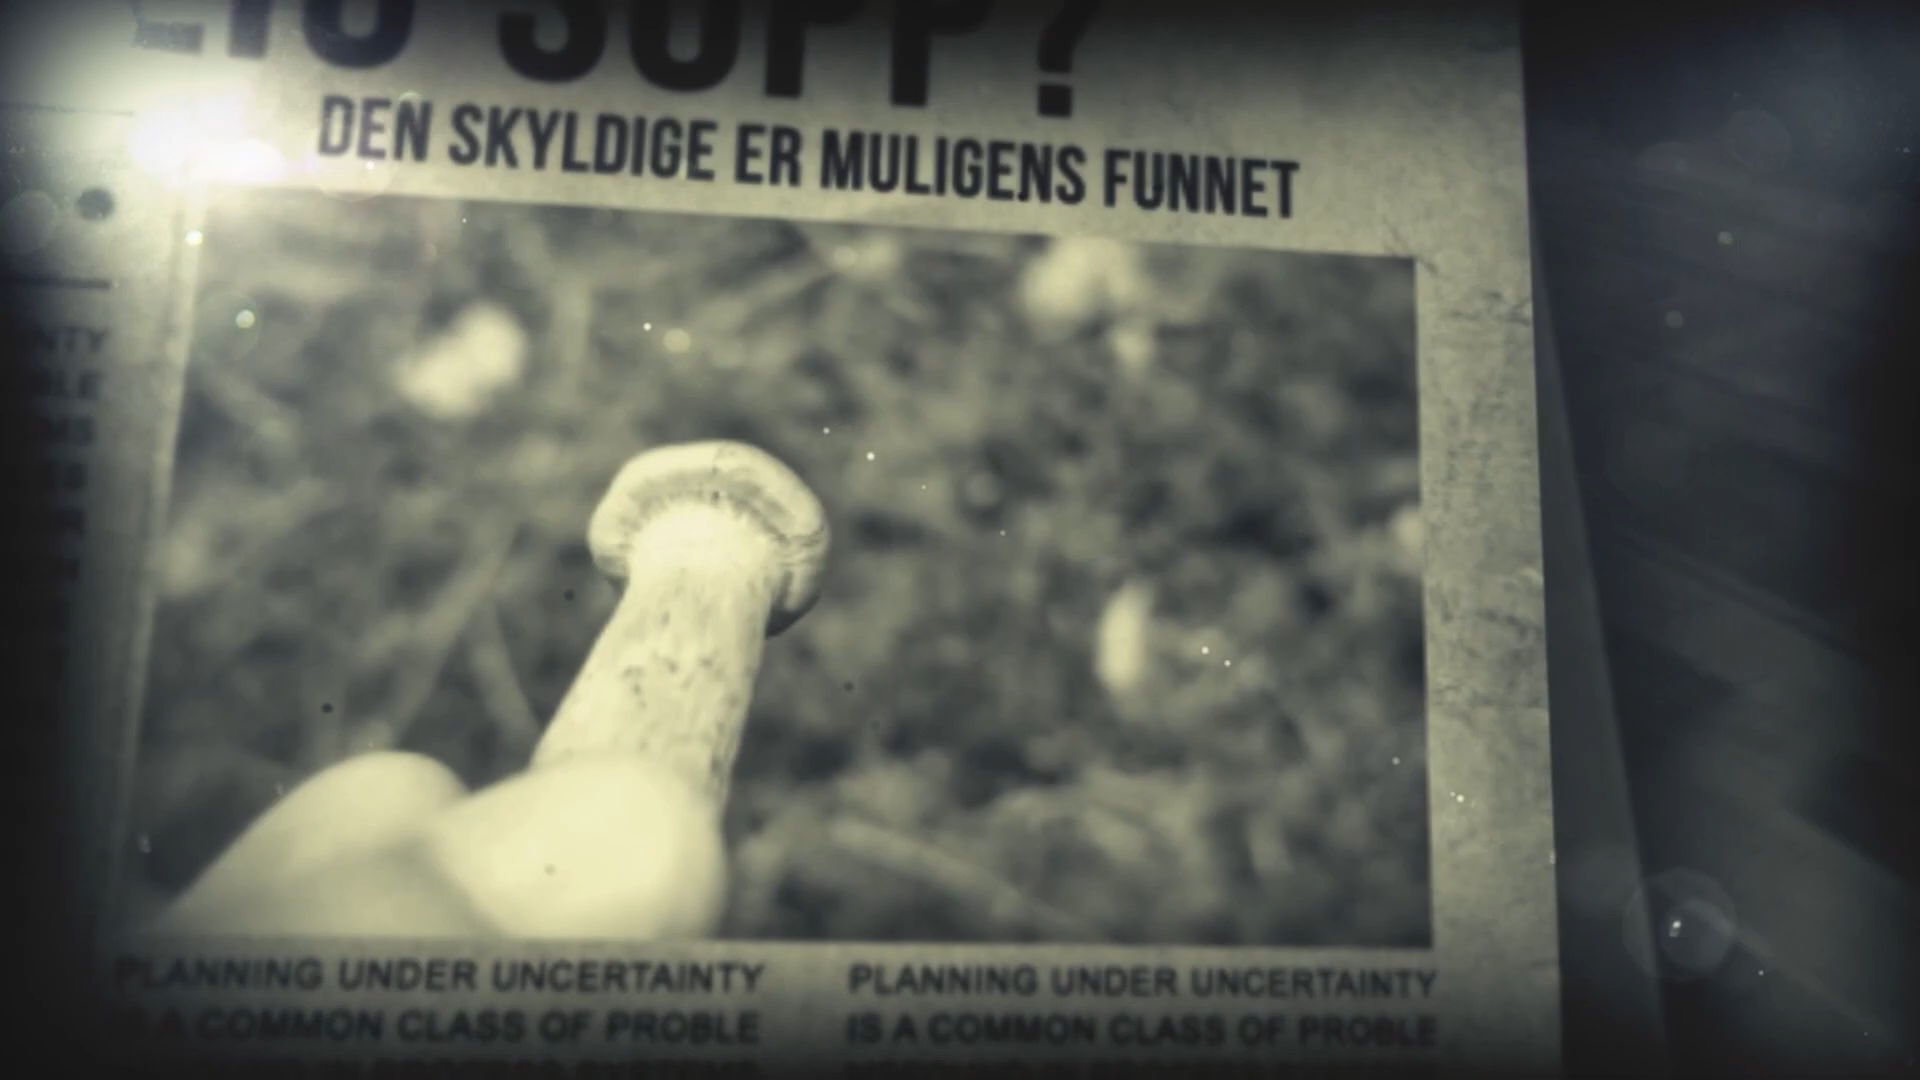 SOPP?
DEN SKYLDIGE ER MULIGENS FUNNET
PLANNING UNDER UNCERTAINTY
IS A COMMON CLASS OF PROBLE
PLANNING UNDER UNCERTAINTY
IS A COMMON CLASS OF PROBLE